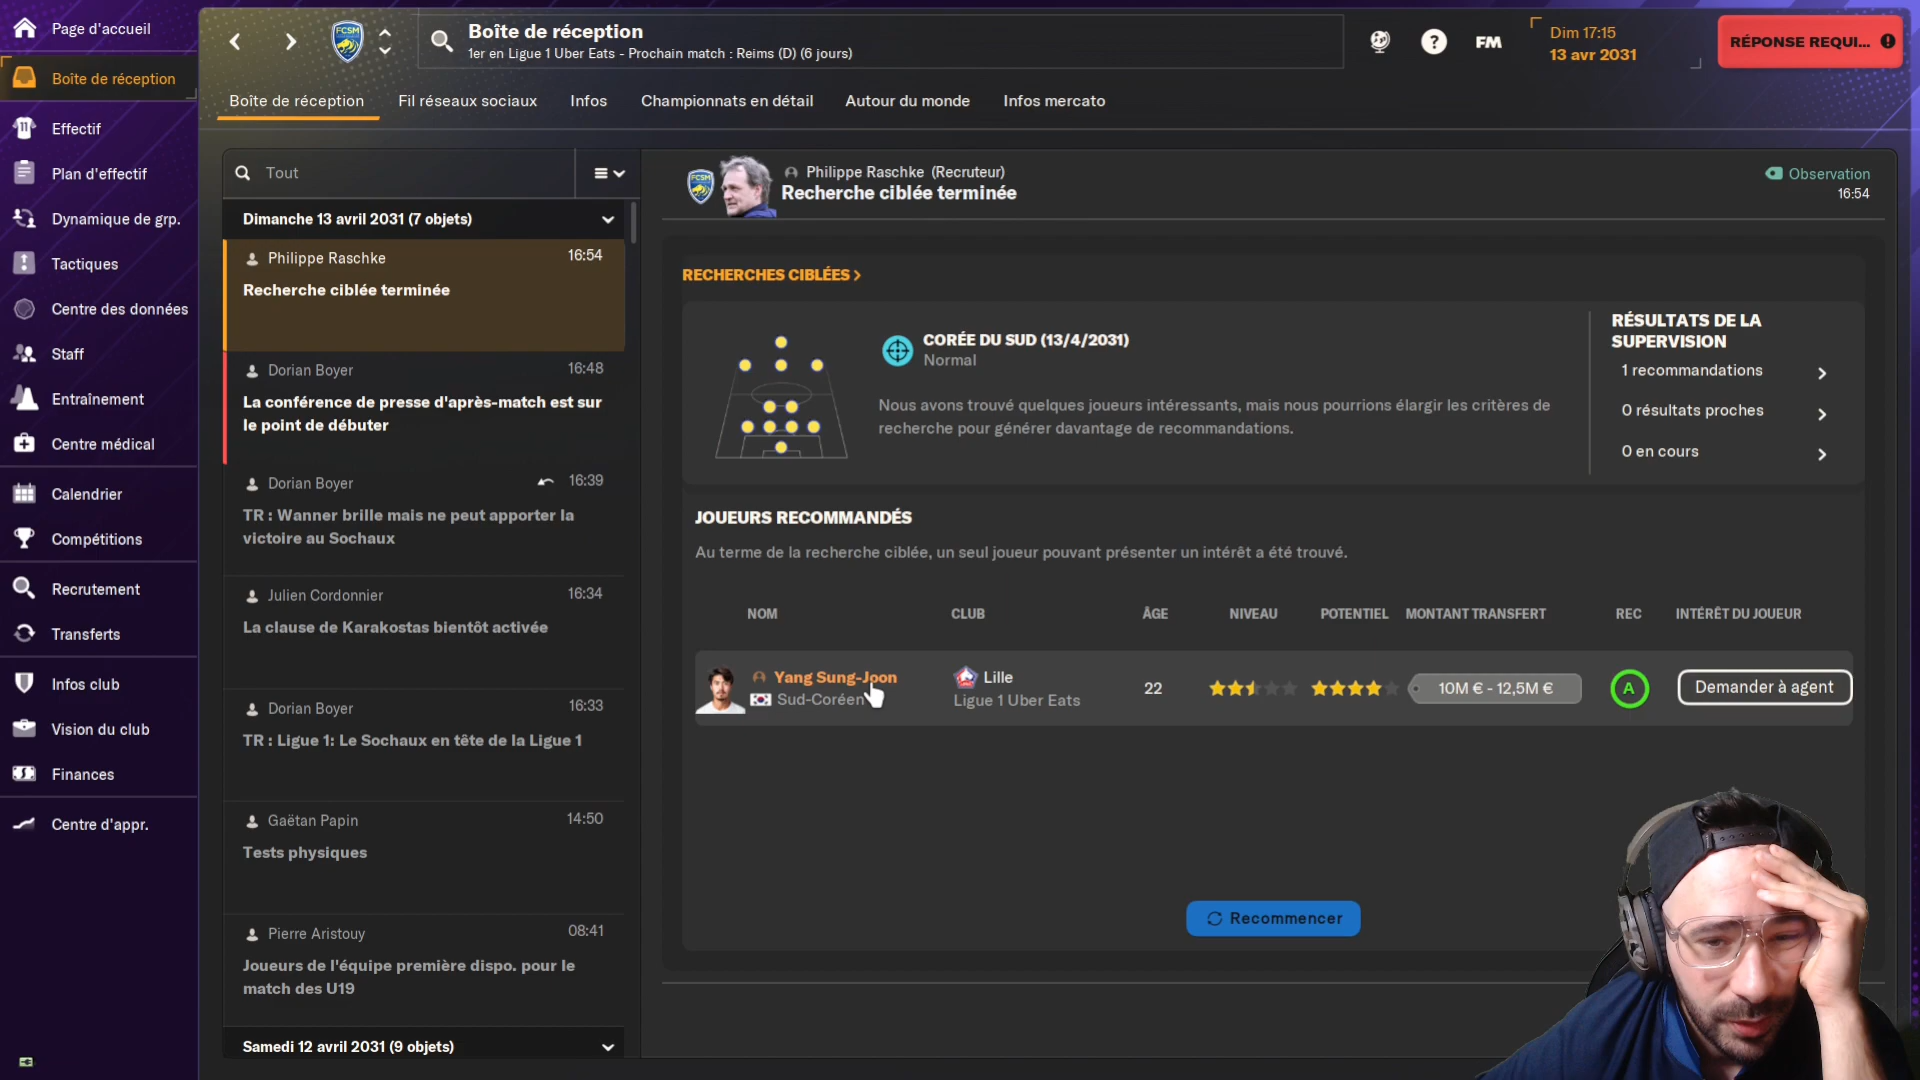 Page d'accueil
Boîte de réception
Effectif
Plan d'effectif
Dynamique de grp.
Tactiques
Centre des données
Staff
Entraînement
Centre médical
Calendrier
Compétitions
Recrutement
Transferts
Infos club
Vision du club
Finances
Centre d'appr.
FCSM
Boîte de réception
1er en Ligue 1 Uber Eats - Prochain match : Reims (D) (6 jours)
?
FM
Dim 17:15
13 avr 2031
RÉPONSE REQUI...
Boîte de réception
Fil réseaux sociaux
Infos
Championnats en détail
Autour du monde
Infos mercato
Tout
Dimanche 13 avril 2031 (7 objets)
Philippe Raschke
16:54
Recherche ciblée terminée
Dorian Boyer
16:48
La conférence de presse d'après-match est sur
le point de débuter
Dorian Boyer
16:39
TR : Wanner brille mais ne peut apporter la
victoire au Sochaux
Julien Cordonnier
16:34
La clause de Karakostas bientôt activée
Dorian Boyer
16:33
TR : Ligue 1: Le Sochaux en tête de la Ligue 1
Gaëtan Papin
14:50
Tests physiques
Pierre Aristouy
08:41
Joueurs de l'équipe première dispo. pour le
match des U19
Samedi 12 avril 2031 (9 objets)
FCSM
Philippe Raschke (Recruteur)
Recherche ciblée terminée
Observation
16:54
RECHERCHES CIBLÉES >
CORÉE DU SUD (13/4/2031)
Normal
Nous avons trouvé quelques joueurs intéressants, mais nous pourrions élargir les critères de
recherche pour générer davantage de recommandations.
RÉSULTATS DE LA
SUPERVISION
1 recommandations
0 résultats proches
0 en cours
JOUEURS RECOMMANDÉS
Au terme de la recherche ciblée, un seul joueur pouvant présenter un intérêt a été trouvé.
NOM
CLUB
ÂGE
NIVEAU
POTENTIEL
MONTANT TRANSFERT
REC
INTÉRÊT DU JOUEUR
Yang Sung-Joon
Sud-Coréen
Lille
Ligue 1 Uber Eats
22
10M € - 12,5M €
A
Demander à agent
Recommencer